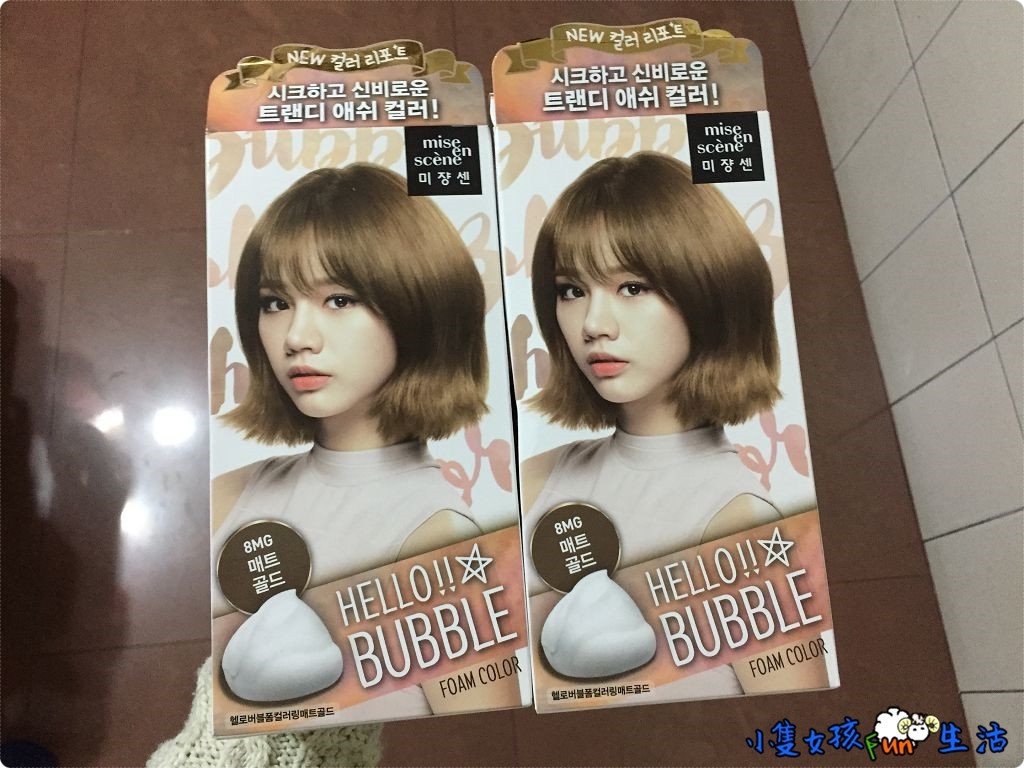 NEW 컬러 리포트
시크하고 신비로운
트랜디 애쉬 컬러!
mise
en
scène
미쟝센
8MG
매트
골드
HELLO!!
BUBBLE
FOAM COLOR
헬로버블폼컬러링매트골드
NEW 컬러 리포트
시크하고 신비로운
트랜디 애쉬 컬러!
mise
en
scène
미쟝센
8MG
매트
골드
HELLO!!
BUBBLE
FOAM COLOR
헬로버블폼컬러링매트골드
小隻女孩Fun生活